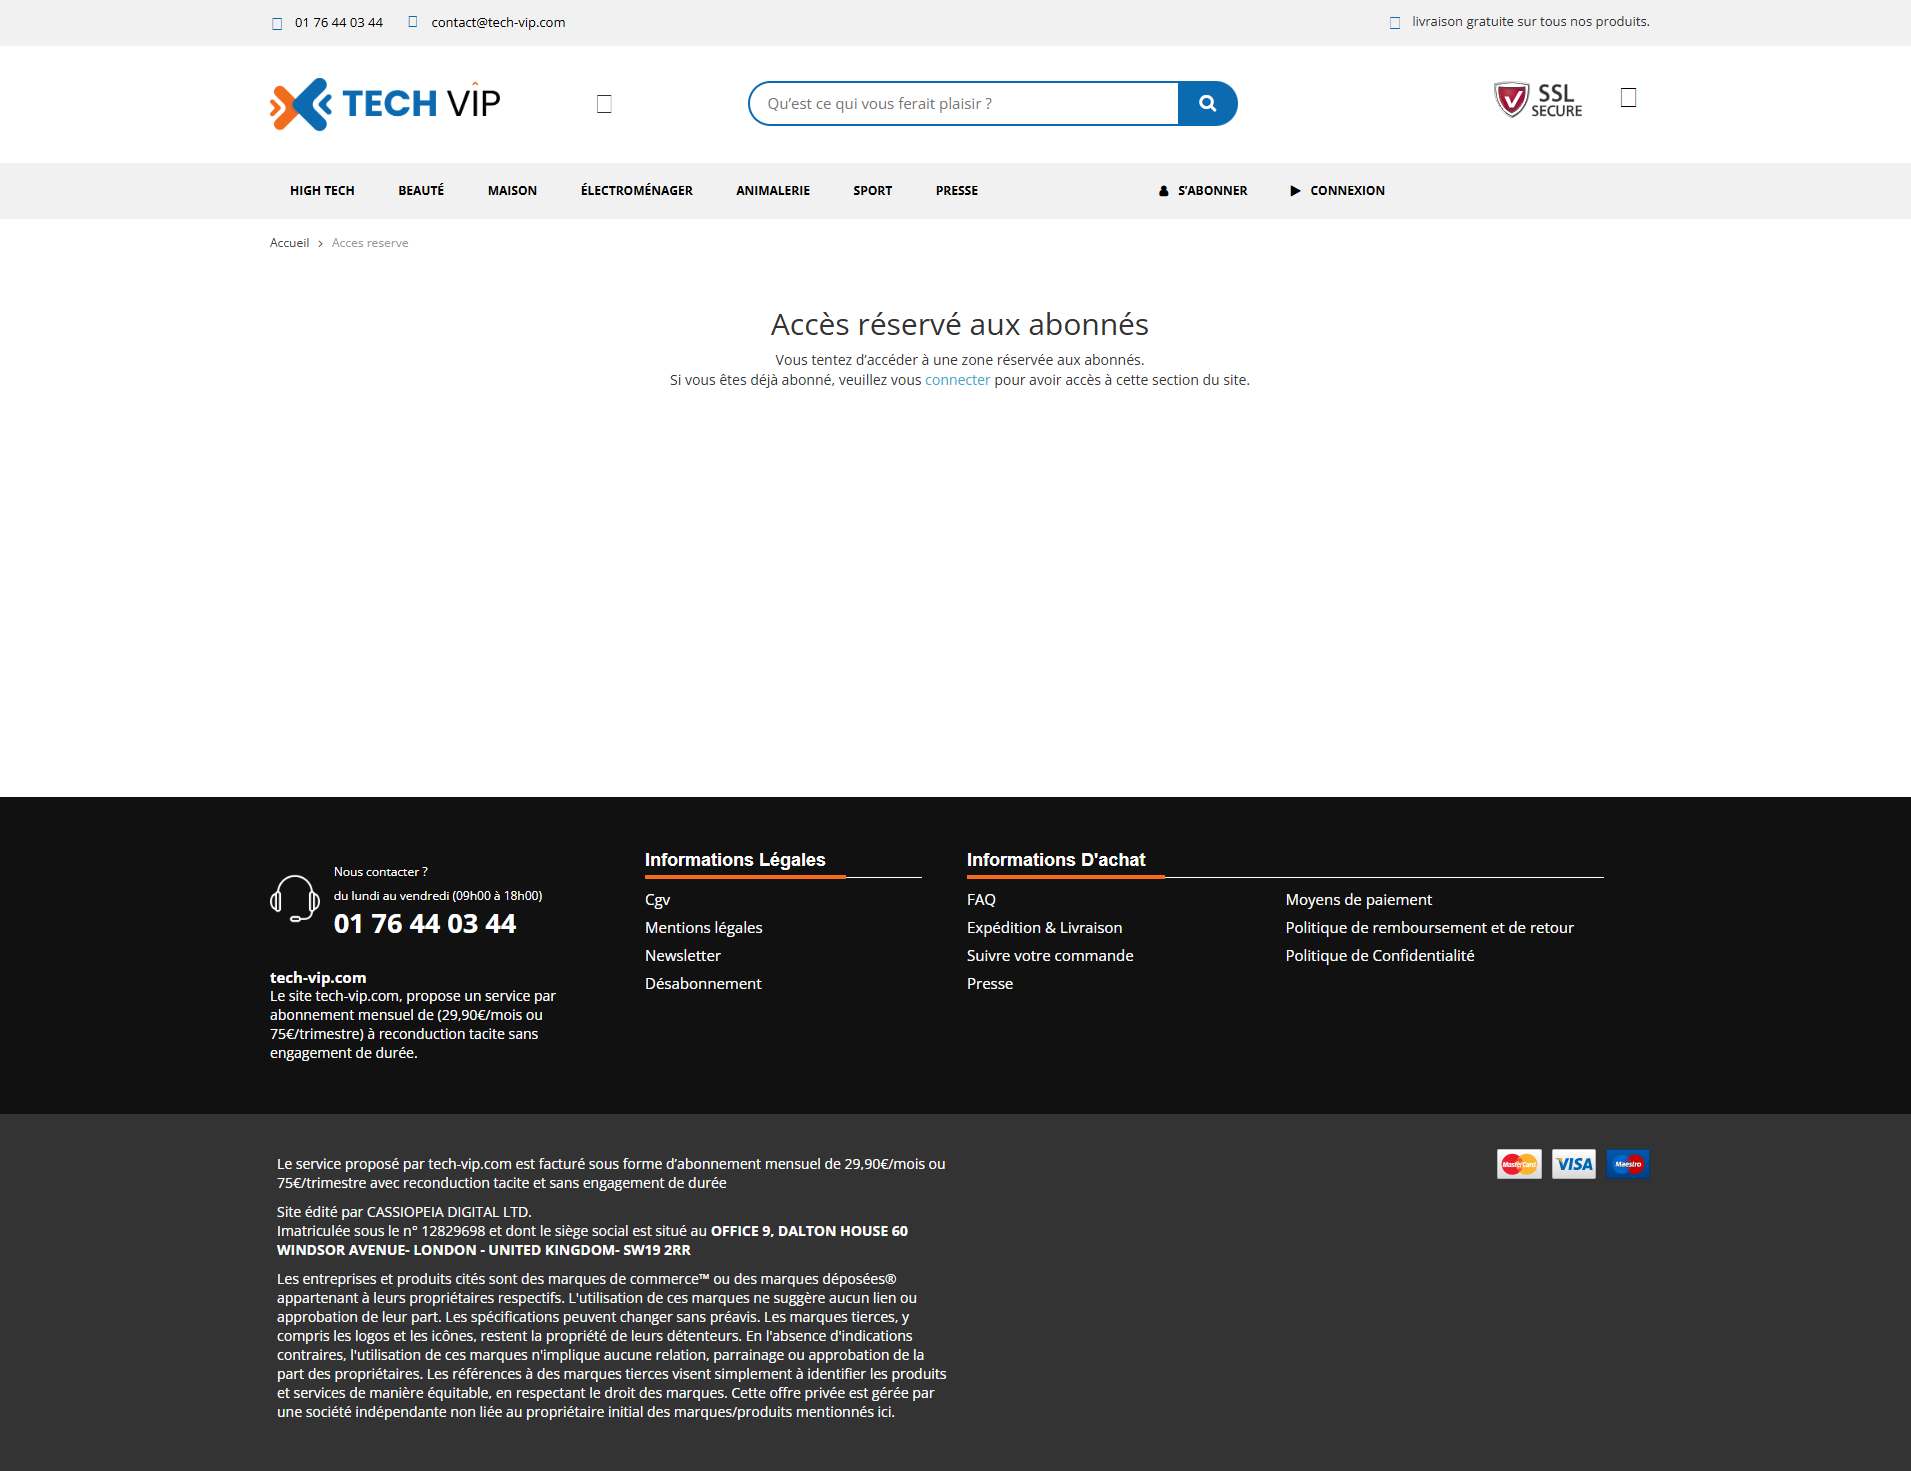 01 76 44 03 44
contact@tech-vip.com
livraison gratuite sur tous nos produits.
TECH VIP
Qu'est ce qui vous ferait plaisir ?
SSL
SECURE
HIGH TECH
BEAUTÉ
MAISON
ÉLECTROMÉNAGER
ANIMALERIE
SPORT
PRESSE
S'ABONNER
CONNEXION
Accueil > Acces reserve
Accès réservé aux abonnés
Vous tentez d'accéder à une zone réservée aux abonnés.
Si vous êtes déjà abonné, veuillez vous connecter pour avoir accès à cette section du site.
Nous contacter ?
du lundi au vendredi (09h00 à 18h00)
01 76 44 03 44
tech-vip.com
Le site tech-vip.com, propose un service par
abonnement mensuel de (29,90€/mois ou
75€/trimestre) à reconduction tacite sans
engagement de durée.
Informations Légales
Cgv
Mentions légales
Newsletter
Désabonnement
Informations D'achat
FAQ
Expédition & Livraison
Suivre votre commande
Presse
Moyens de paiement
Politique de remboursement et de retour
Politique de Confidentialité
Le service proposé par tech-vip.com est facturé sous forme d'abonnement mensuel de 29,90€/mois ou
75€/trimestre avec reconduction tacite et sans engagement de durée
Site édité par CASSIOPEIA DIGITAL LTD.
Imatriculée sous le n° 12829698 et dont le siège social est situé au OFFICE 9, DALTON HOUSE 60
WINDSOR AVENUE- LONDON - UNITED KINGDOM- SW19 2RR
Les entreprises et produits cités sont des marques de commerce™ ou des marques déposées®
appartenant à leurs propriétaires respectifs. L'utilisation de ces marques ne suggère aucun lien ou
approbation de leur part. Les spécifications peuvent changer sans préavis. Les marques tierces, y
compris les logos et les icônes, restent la propriété de leurs détenteurs. En l'absence d'indications
contraires, l'utilisation de ces marques n'implique aucune relation, parrainage ou approbation de la
part des propriétaires. Les références à des marques tierces visent simplement à identifier les produits
et services de manière équitable, en respectant le droit des marques. Cette offre privée est gérée par
une société indépendante non liée au propriétaire initial des marques/produits mentionnés ici.
MasterCard
VISA
Maestro